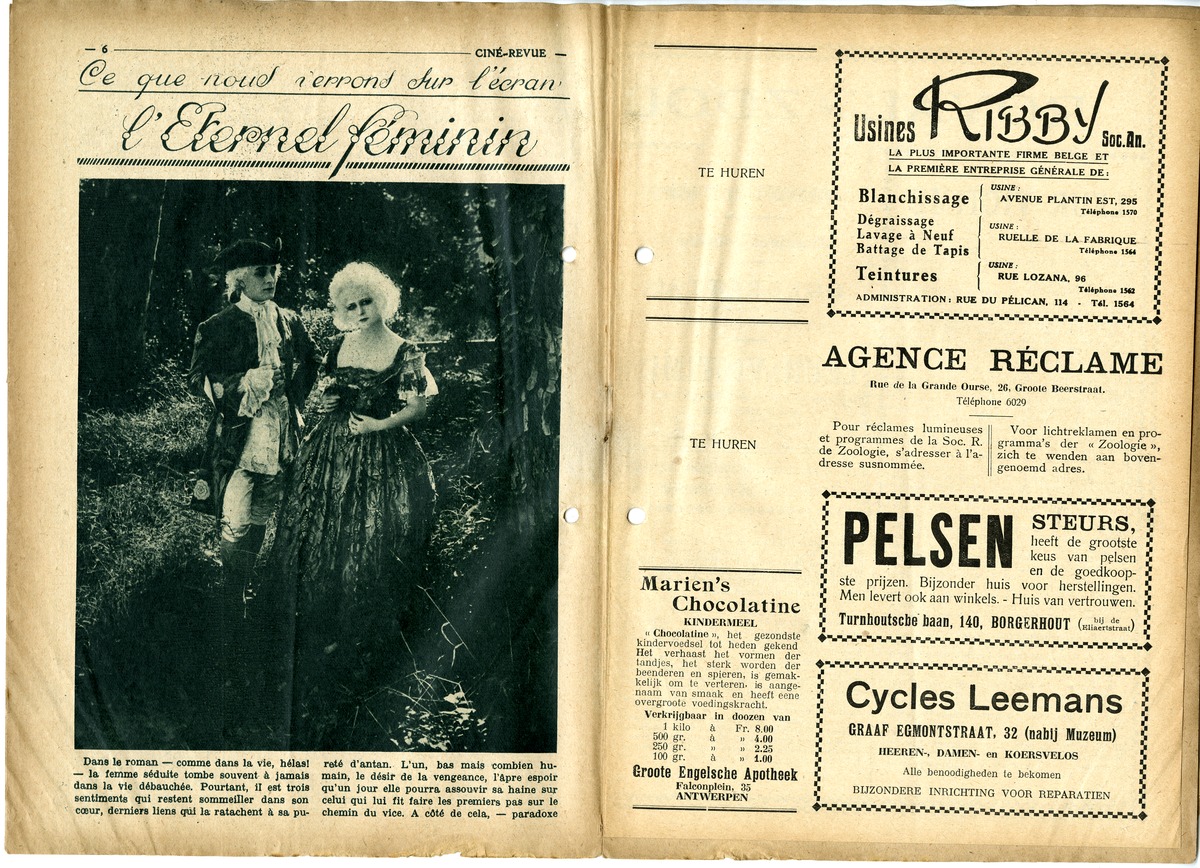 — 6
CINÉ-REVUE —
Ce que nous verrons sur l'écran
l'Eternel féminin
Dans le roman — comme dans la vie, hélas!
— la femme séduite tombe souvent à jamais
dans la vie débauchée. Pourtant, il est trois
sentiments qui restent sommeiller dans son
cœur, derniers liens qui la ratachent à sa pu-
reté d'antan. L'un, bas mais combien hu-
main, le désir de la vengeance, l'âpre espoir
qu'un jour elle pourra assouvir sa haine sur
celui qui lui fit faire les premiers pas sur le
chemin du vice. A côté de cela, — paradoxe
TE HUREN
TE HUREN
Marien's
Chocolatine
KINDERMEEL
« Chocolatine », het gezondste
kindervoedsel tot heden gekend
Het verhaast het vormen der
tandjes, het sterk worden der
beenderen en spieren, is gemak-
kelijk om te verteren, is aange-
naam van smaak en heeft eene
overgroote voedingskracht.
Verkrijgbaar in doozen van
1 kilo à Fr. 8.00
500 gr. à » 4.00
250 gr. » » 2.25
100 gr. à » 1.00
Groote Engelsche Apotheek
Falconplein, 35
ANTWERPEN
Usines RIBBY Soc. An.
LA PLUS IMPORTANTE FIRME BELGE ET
LA PREMIÈRE ENTREPRISE GÉNÉRALE DE:
Blanchissage
USINE :
AVENUE PLANTIN EST, 295
Téléphone 1570
Dégraissage
Lavage à Neuf
Battage de Tapis
USINE :
RUELLE DE LA FABRIQUE
Téléphone 1564
Teintures
USINE :
RUE LOZANA, 96
Téléphone 1562
ADMINISTRATION : RUE DU PÉLICAN, 114 - Tél. 1564
AGENCE RÉCLAME
Rue de la Grande Ourse, 26, Groote Beerstraat.
Téléphone 6029
Pour réclames lumineuses
et programmes de la Soc. R.
de Zoologie, s'adresser à l'a-
dresse susnommée.
Voor lichtreklamen en pro-
gramma's der « Zoologie »,
zich te wenden aan boven-
genoemd adres.
PELSEN STEURS,
heeft de grootste
keus van pelsen
en de goedkoop-
ste prijzen. Bijzonder huis voor herstellingen.
Men levert ook aan winkels. - Huis van vertrouwen.
Turnhoutsche baan, 140, BORGERHOUT (bij de Kliaertstraat)
Cycles Leemans
GRAAF EGMONTSTRAAT, 32 (nabij Muzeum)
HEEREN-, DAMEN- en KOERSVELOS
Alle benoodigheden te bekomen
BIJZONDERE INRICHTING VOOR REPARATIEN